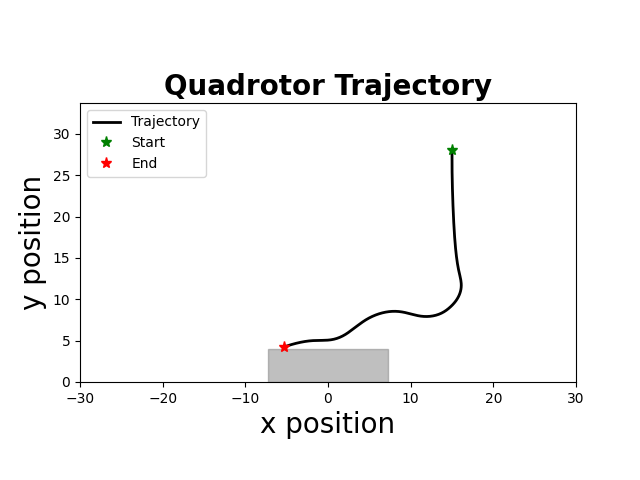 Quadrotor Trajectory
Trajectory
Start
End
y position
30
25
20
15
10
5
0
−30
−20
−10
0
10
20
30
x position